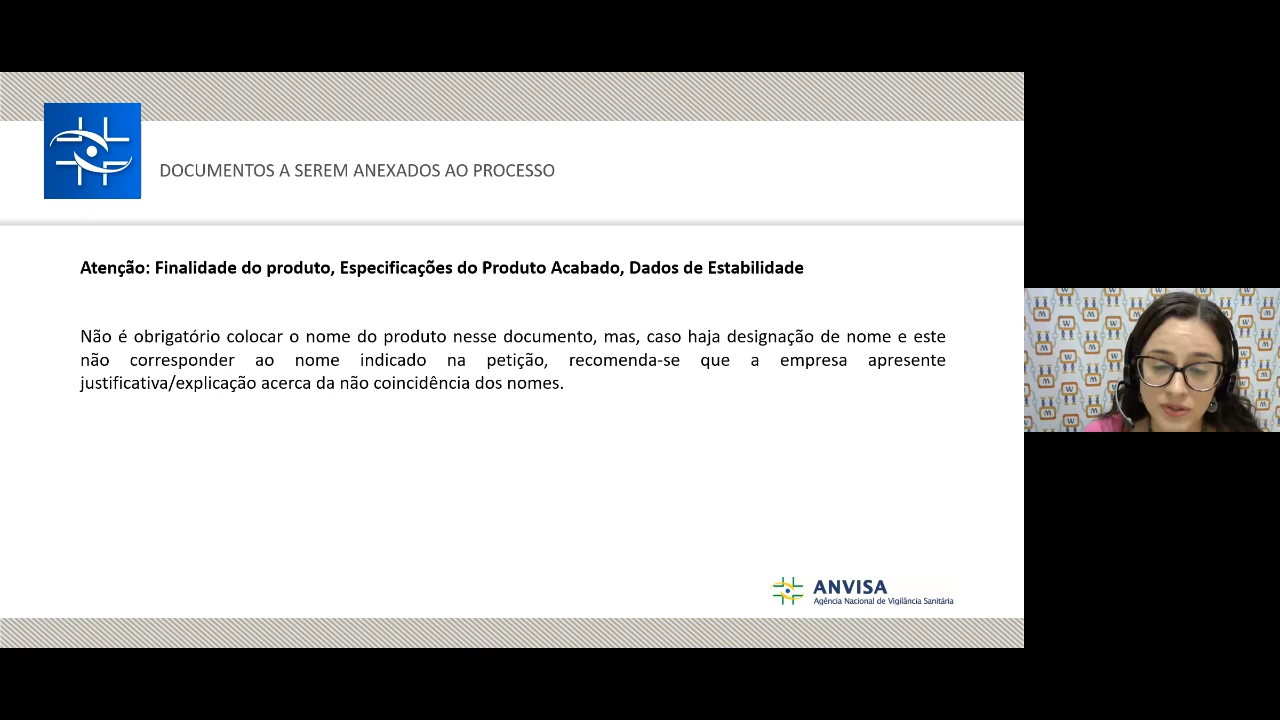 DOCUMENTOS A SEREM ANEXADOS AO PROCESSO
Atenção: Finalidade do produto, Especificações do Produto Acabado, Dados de Estabilidade
Não é obrigatório colocar o nome do produto nesse documento, mas, caso haja designação de nome e este
não corresponder ao nome indicado na petição, recomenda-se que a empresa apresente
justificativa/explicação acerca da não coincidência dos nomes.
ANVISA
Agência Nacional de Vigilância Sanitária